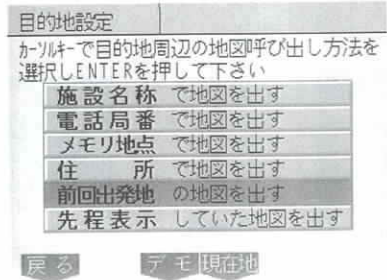 目的地設定
カーソルキーで目的地周辺の地図呼び出し方法を
選択しENTERを押して下さい
施設名称 で地図を出す
電話局番 で地図を出す
メモリ地点 で地図を出す
住　　所 で地図を出す
前回出発地 の地図を出す
先程表示 していた地図を出す
戻る デモ 現在地